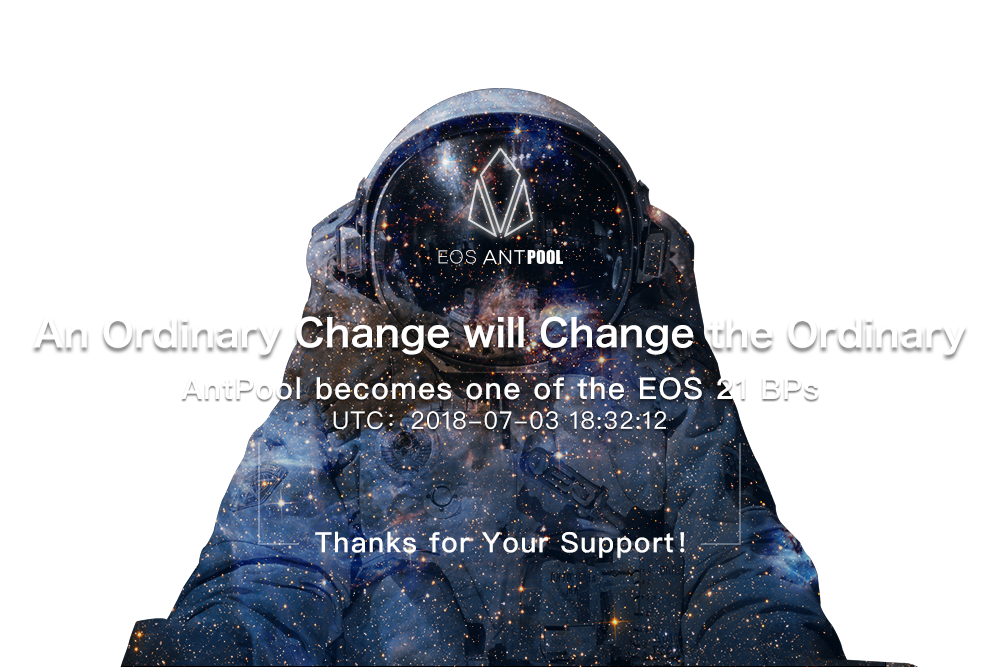 EOS ANTPOOL
An Ordinary Change will Change the Ordinary
AntPool becomes one of the EOS 21 BPs
UTC：2018-07-03 18:32:12
Thanks for Your Support！